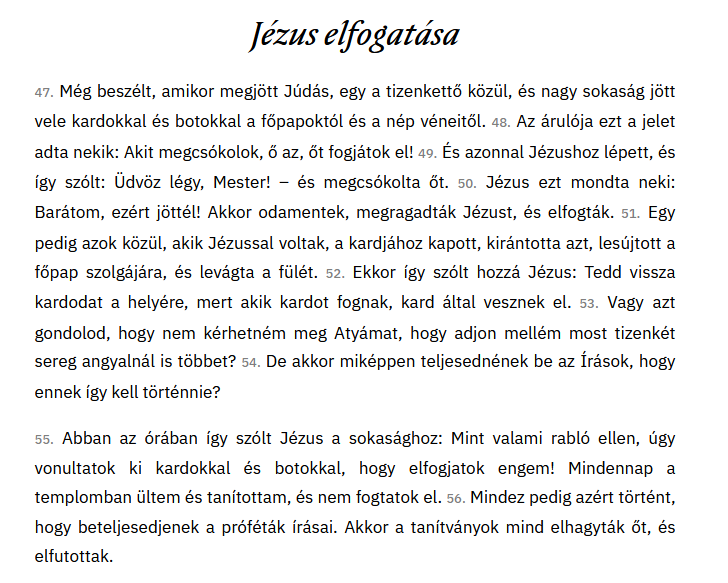 Jézus elfogatása
47. Még beszélt, amikor megjött Júdás, egy a tizenkettő közül, és nagy sokaság jött
vele kardokkal és botokkal a főpapoktól és a nép véneitől. 48. Az árulója ezt a jelet
adta nekik: Akit megcsókolok, ő az, őt fogjátok el! 49. És azonnal Jézushoz lépett, és
így szólt: Üdvöz légy, Mester! – és megcsókolta őt. 50. Jézus ezt mondta neki:
Barátom, ezért jöttél! Akkor odamentek, megragadták Jézust, és elfogták. 51. Egy
pedig azok közül, akik Jézussal voltak, a kardjához kapott, kirántotta azt, lesújtott a
főpap szolgájára, és levágta a fülét. 52. Ekkor így szólt hozzá Jézus: Tedd vissza
kardodat a helyére, mert akik kardot fognak, kard által vesznek el. 53. Vagy azt
gondolod, hogy nem kérhetném meg Atyámat, hogy adjon mellém most tizenkét
sereg angyalnál is többet? 54. De akkor miképpen teljesednének be az Írások, hogy
ennek így kell történnie?
55. Abban az órában így szólt Jézus a sokasághoz: Mint valami rabló ellen, úgy
vonultatok ki kardokkal és botokkal, hogy elfogjatok engem! Mindennap a
templomban ültem és tanítottam, és nem fogtatok el. 56. Mindez pedig azért történt,
hogy beteljesedjenek a próféták írásai. Akkor a tanítványok mind elhagyták őt, és
elfutottak.